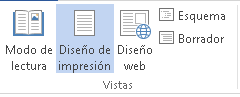 Modo de
lectura
Diseño de
impresión
Diseño
web
Esquema
Borrador
Vistas